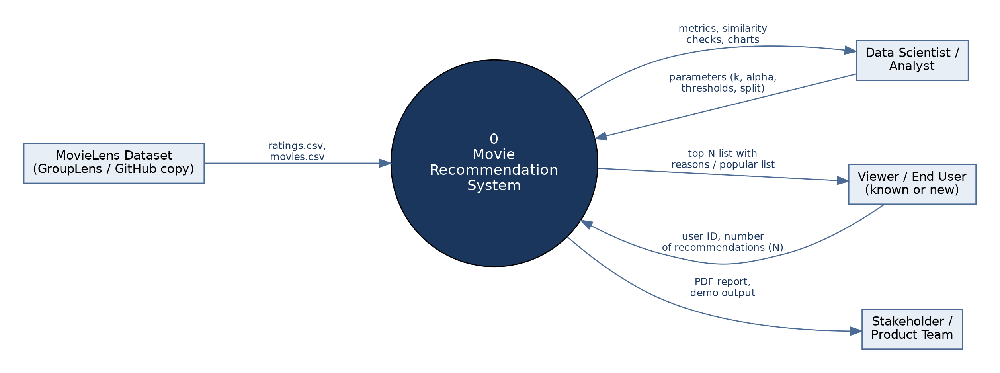 metrics, similarity
checks, charts
Data Scientist /
Analyst
parameters (k, alpha,
thresholds, split)
0
Movie
Recommendation
System
ratings.csv,
movies.csv
MovieLens Dataset
(GroupLens / GitHub copy)
top-N list with
reasons / popular list
Viewer / End User
(known or new)
user ID, number
of recommendations (N)
PDF report,
demo output
Stakeholder /
Product Team